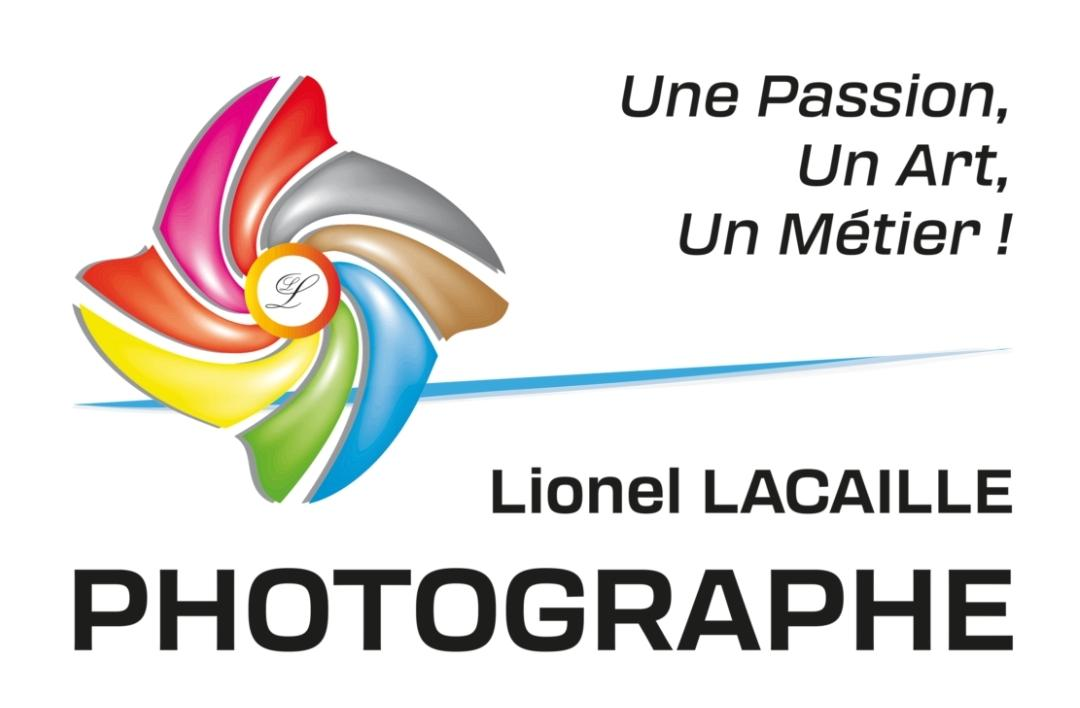 Une Passion,
Un Art,
Un Métier !
Lionel LACAILLE
PHOTOGRAPHE